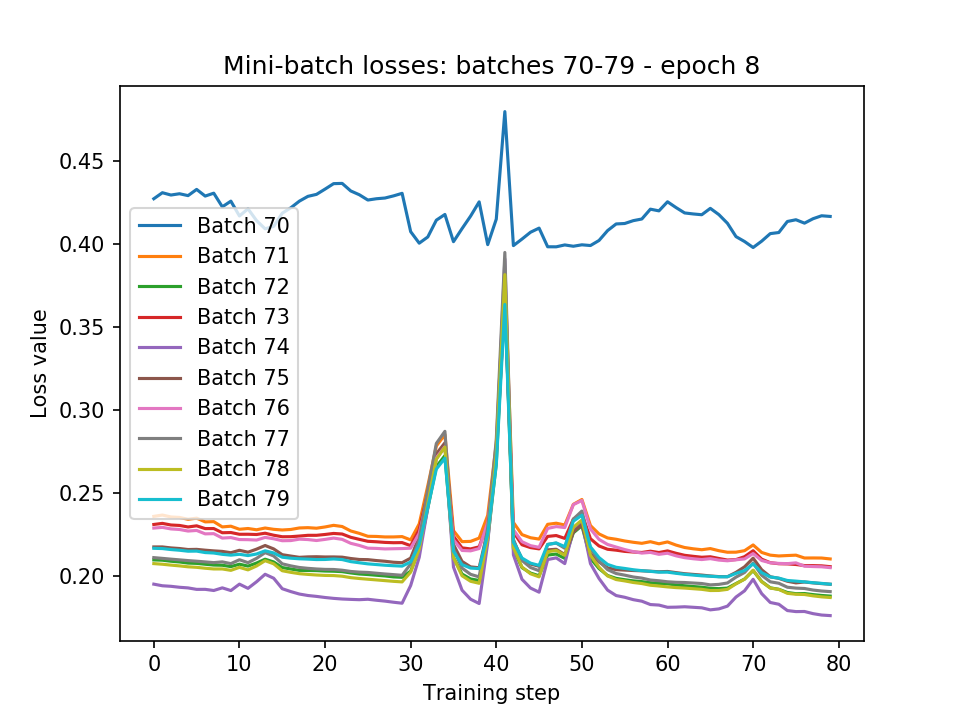 Mini-batch losses: batches 70-79 - epoch 8
Loss value
0.45
0.40
0.35
0.30
0.25
0.20
Batch 70
Batch 71
Batch 72
Batch 73
Batch 74
Batch 75
Batch 76
Batch 77
Batch 78
Batch 79
0 10 20 30 40 50 60 70 80
Training step